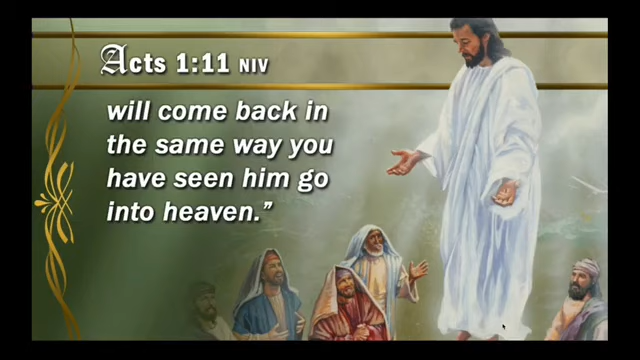 Acts 1:11 NIV
will come back in
the same way you
have seen him go
into heaven.”